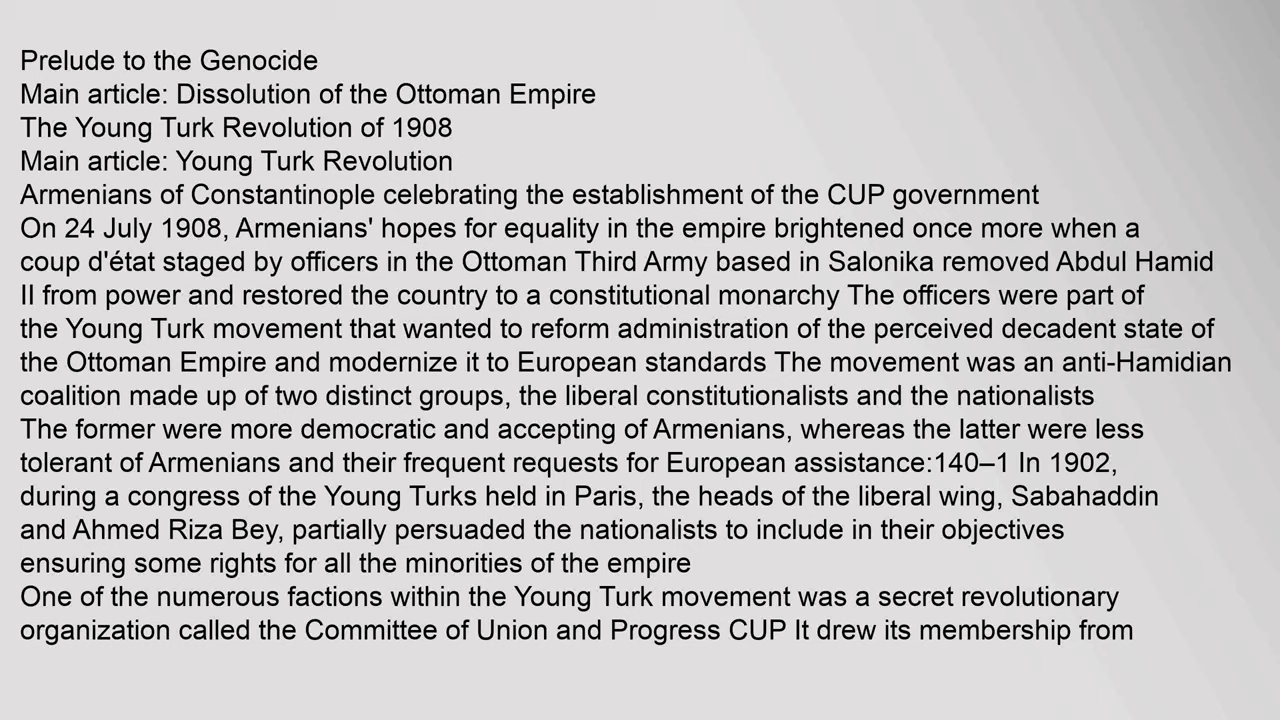 Prelude to the Genocide
Main article: Dissolution of the Ottoman Empire
The Young Turk Revolution of 1908
Main article: Young Turk Revolution
Armenians of Constantinople celebrating the establishment of the CUP government
On 24 July 1908, Armenians' hopes for equality in the empire brightened once more when a
coup d'état staged by officers in the Ottoman Third Army based in Salonika removed Abdul Hamid
II from power and restored the country to a constitutional monarchy The officers were part of
the Young Turk movement that wanted to reform administration of the perceived decadent state of
the Ottoman Empire and modernize it to European standards The movement was an anti-Hamidian
coalition made up of two distinct groups, the liberal constitutionalists and the nationalists
The former were more democratic and accepting of Armenians, whereas the latter were less
tolerant of Armenians and their frequent requests for European assistance:140–1 In 1902,
during a congress of the Young Turks held in Paris, the heads of the liberal wing, Sabahaddin
and Ahmed Riza Bey, partially persuaded the nationalists to include in their objectives
ensuring some rights for all the minorities of the empire
One of the numerous factions within the Young Turk movement was a secret revolutionary
organization called the Committee of Union and Progress CUP It drew its membership from